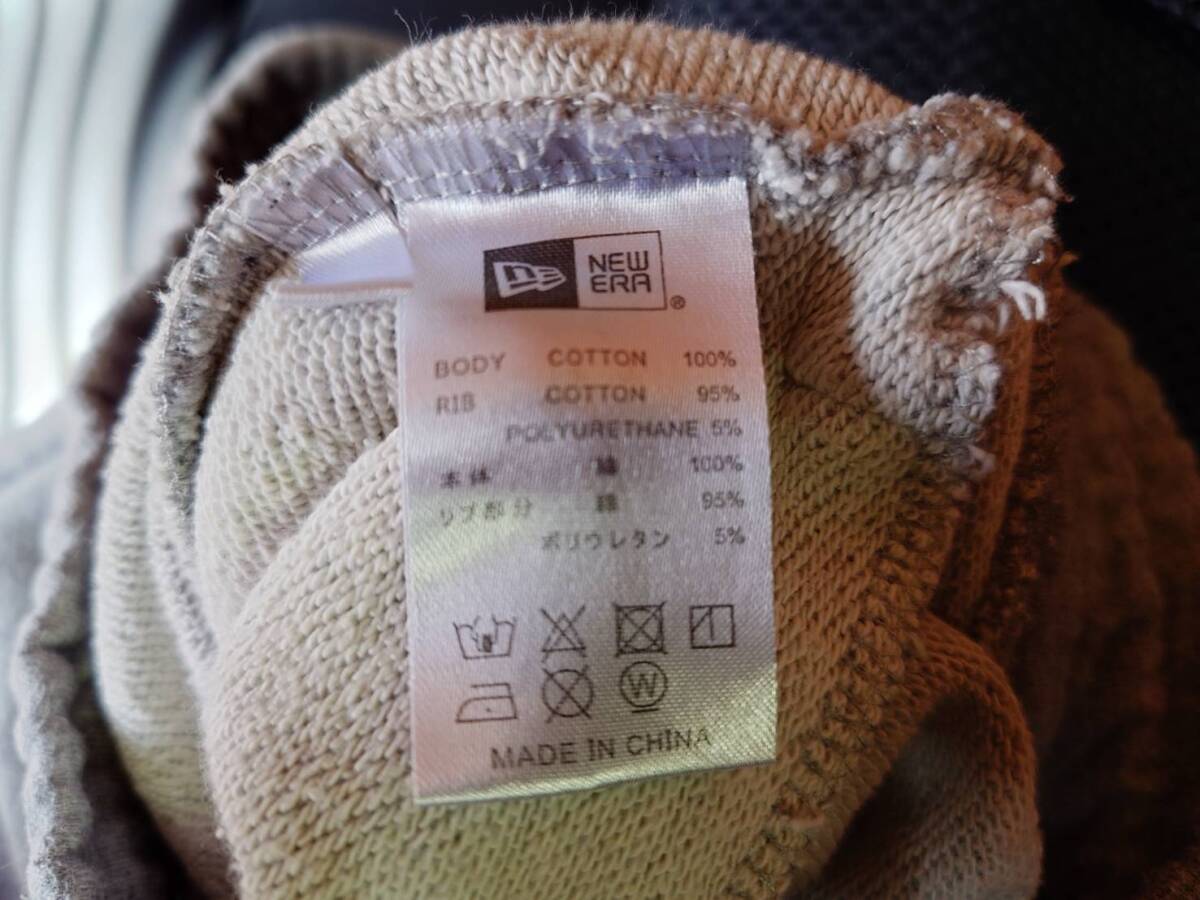 NEW
ERA
®
BODY COTTON 100%
RIB COTTON 95%
POLYURETHANE 5%
本体 綿 100%
リブ部分 綿 95%
ポリウレタン 5%
W
MADE IN CHINA